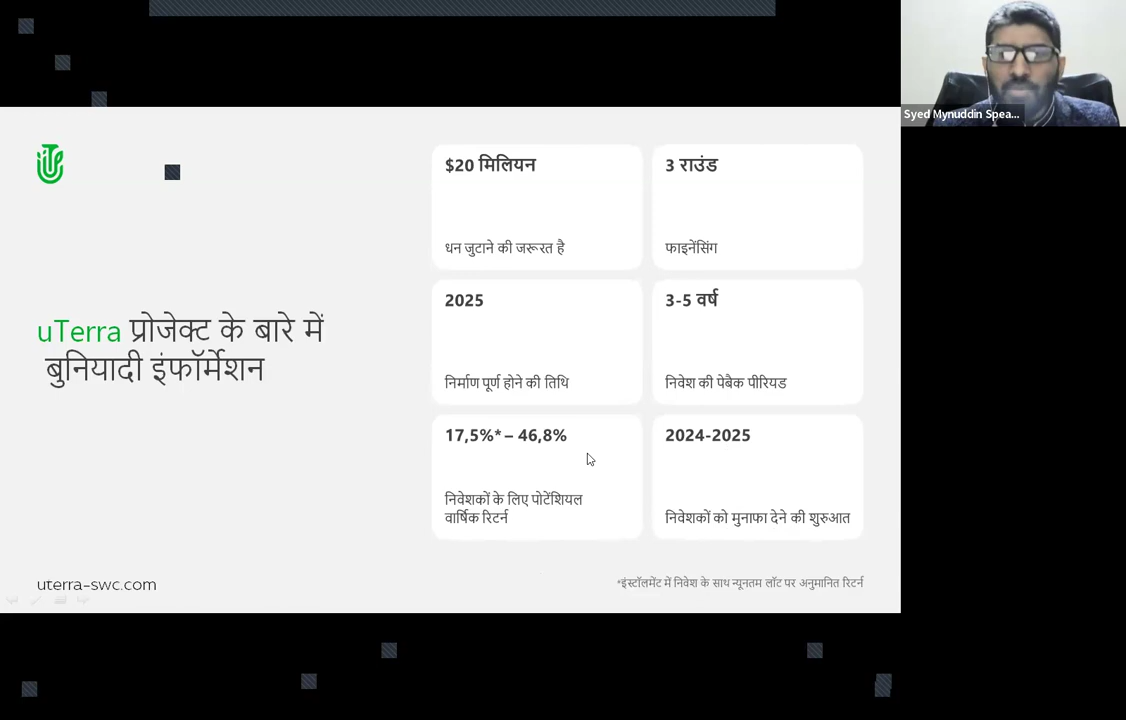 Syed Mynuddin Spea...
$20 मिलियन
धन जुटाने की जरूरत है
3 राउंड
फाइनेंसिंग
uTerra प्रोजेक्ट के बारे में
बुनियादी इंफॉर्मेशन
2025
निर्माण पूर्ण होने की तिथि
3-5 वर्ष
निवेश की पेबैक पीरियड
17,5%* – 46,8%
निवेशकों के लिए पोटेंशियल
वार्षिक रिटर्न
2024-2025
निवेशकों को मुनाफा देने की शुरुआत
uterra-swc.com
*इंस्टॉलमेंट में निवेश के साथ न्यूनतम लॉट पर अनुमानित रिटर्न